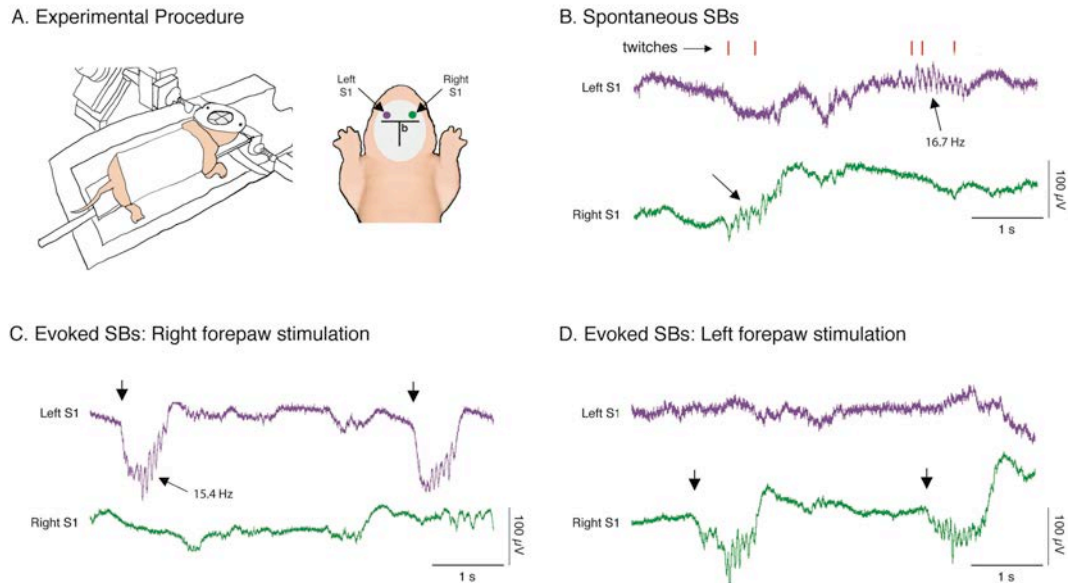 A. Experimental Procedure
Left
S1
Right
S1
b
B. Spontaneous SBs
twitches
Left S1
16.7 Hz
Right S1
100 µV
1 s
C. Evoked SBs: Right forepaw stimulation
Left S1
15.4 Hz
Right S1
100 µV
1 s
D. Evoked SBs: Left forepaw stimulation
Left S1
Right S1
100 µV
1 s